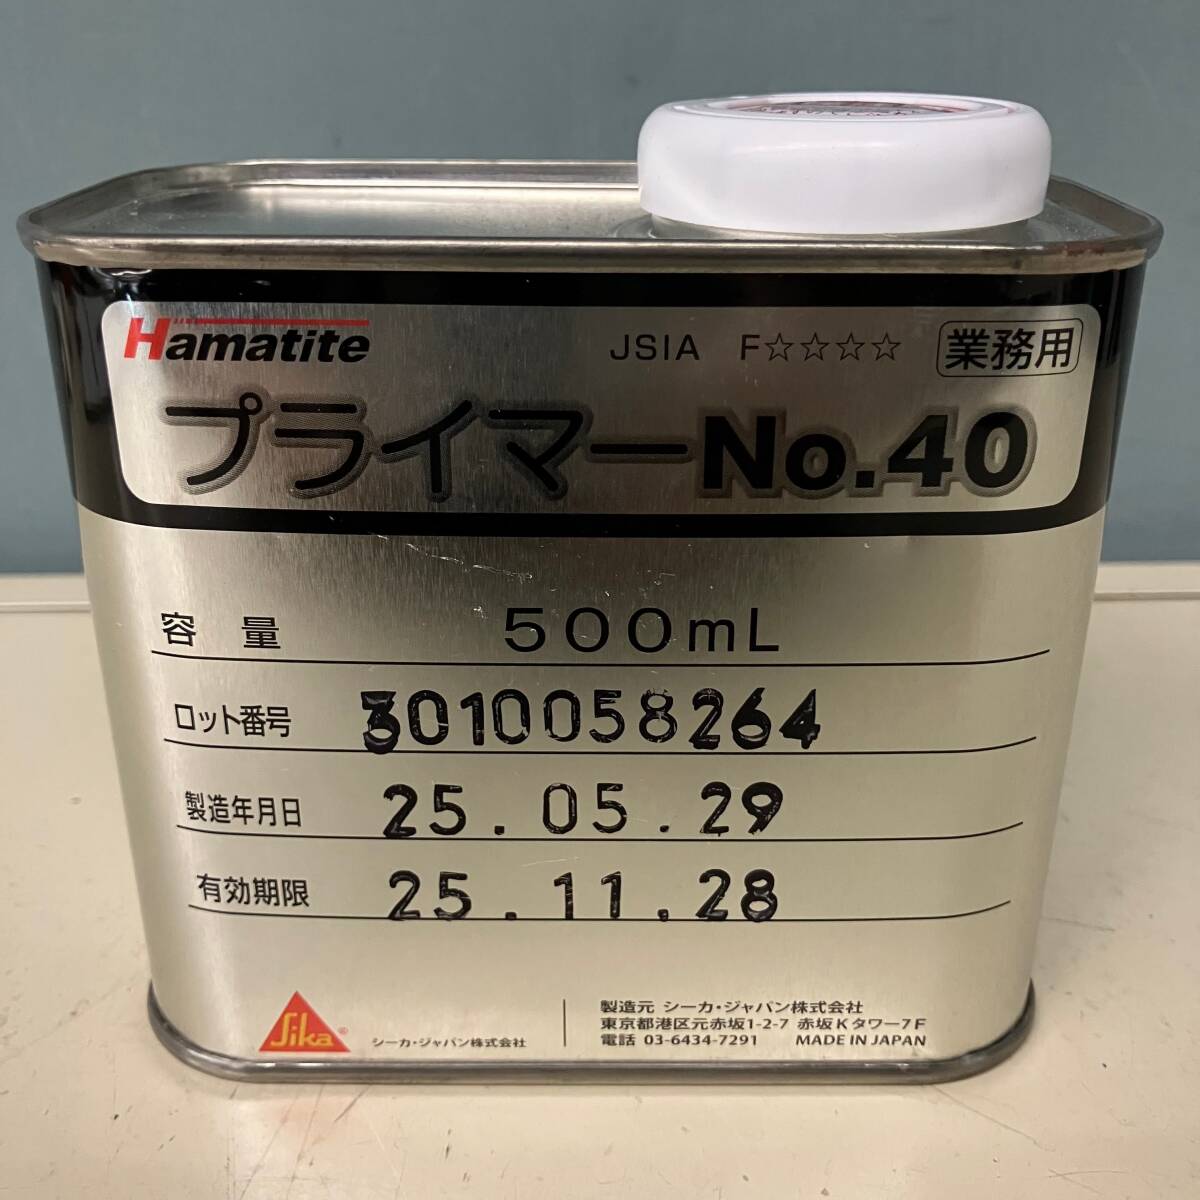 Hamatite
JSIA F☆☆☆☆ 業務用
プライマーNo.40
容 量 500mL
ロット番号 3010058264
製造年月日 25.05.29
有効期限 25.11.28
Sika®
シーカ・ジャパン株式会社
製造元 シーカ・ジャパン株式会社
東京都港区元赤坂1-2-7 赤坂Kタワー7F
電話 03-6434-7291 MADE IN JAPAN